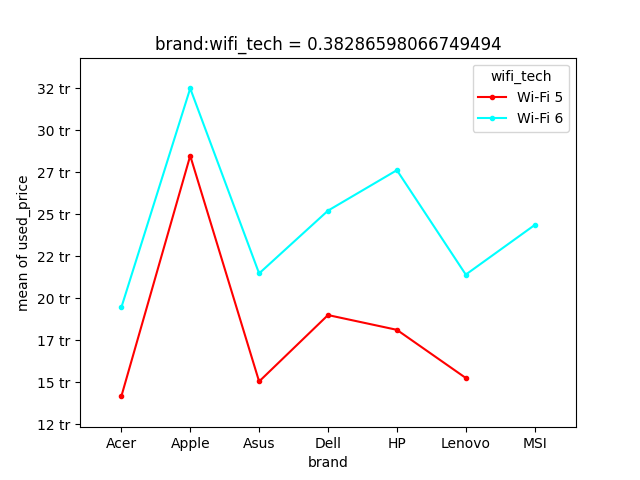 brand:wifi_tech = 0.38286598066749494
wifi_tech
Wi-Fi 5
Wi-Fi 6
mean of used_price
32 tr
30 tr
27 tr
25 tr
22 tr
20 tr
17 tr
15 tr
12 tr
Acer Apple Asus Dell HP Lenovo MSI
brand